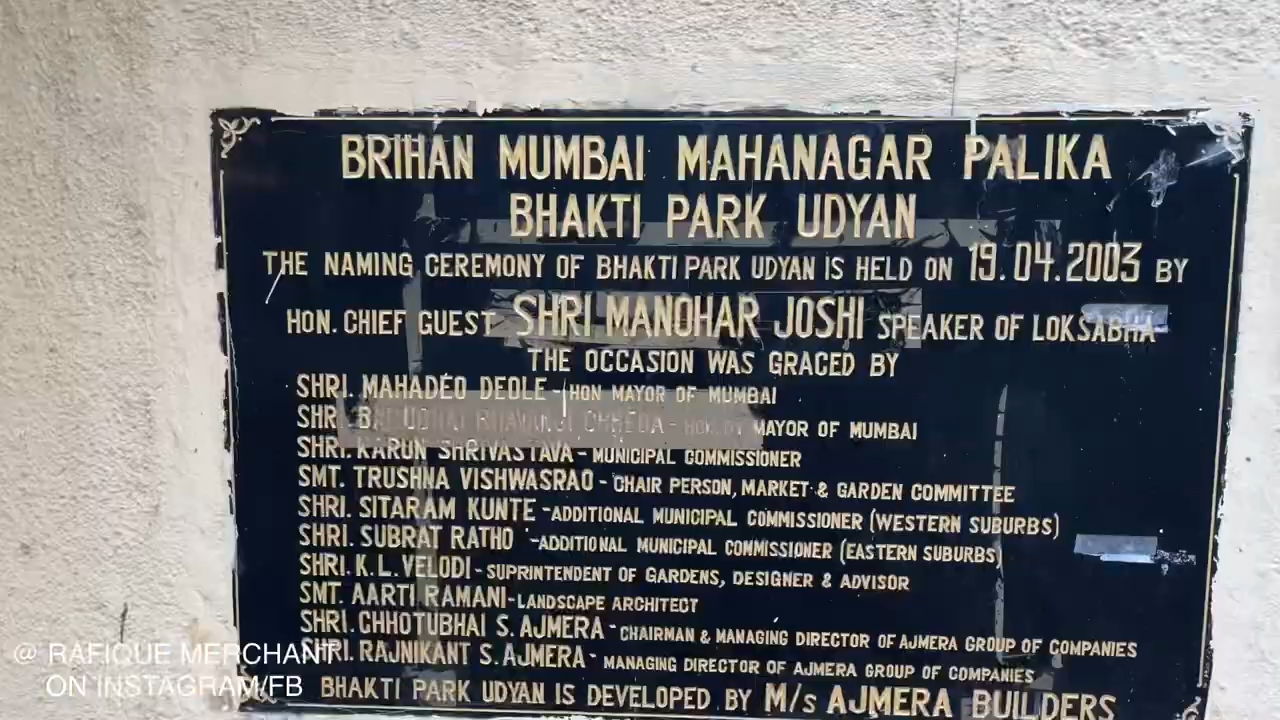 BRIHAN MUMBAI MAHANAGAR PALIKA
BHAKTI PARK UDYAN
THE NAMING CEREMONY OF BHAKTI PARK UDYAN IS HELD ON 19.04.2003 BY
HON. CHIEF GUEST SHRI MANOHAR JOSHI SPEAKER OF LOKSABHA
THE OCCASION WAS GRACED BY
SHRI. MAHADEO DEOLE - HON MAYOR OF MUMBAI
SHRI. CHHEDA - HON. DY MAYOR OF MUMBAI
SHRI. KARUN SHRIVASTAVA - MUNICIPAL COMMISSIONER
SMT. TRUSHNA VISHWASRAO - CHAIR PERSON, MARKET & GARDEN COMMITTEE
SHRI. SITARAM KUNTE - ADDITIONAL MUNICIPAL COMMISSIONER (WESTERN SUBURBS)
SHRI. SUBRAT RATHO - ADDITIONAL MUNICIPAL COMMISSIONER (EASTERN SUBURBS)
SHRI. K.L. VELODI - SUPRINTENDENT OF GARDENS, DESIGNER & ADVISOR
SMT. AARTI RAMANI - LANDSCAPE ARCHITECT
SHRI. CHHOTUBHAI S. AJMERA - CHAIRMAN & MANAGING DIRECTOR OF AJMERA GROUP OF COMPANIES
SHRI. RAJNIKANT S. AJMERA - MANAGING DIRECTOR OF AJMERA GROUP OF COMPANIES
BHAKTI PARK UDYAN IS DEVELOPED BY M/s AJMERA BUILDERS
@ RAFIQUE MERCHANT
ON INSTAGRAM/FB